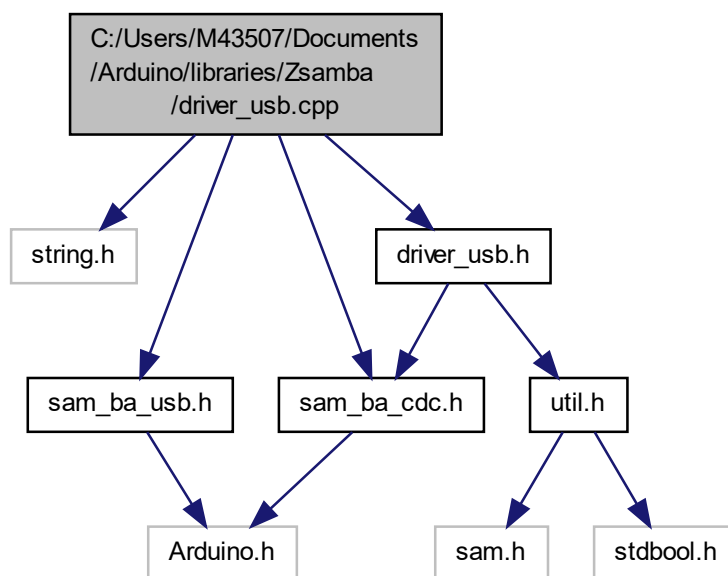 C:/Users/M43507/Documents
/Arduino/libraries/Zsamba
/driver_usb.cpp
string.h
driver_usb.h
sam_ba_usb.h
sam_ba_cdc.h
util.h
Arduino.h
sam.h
stdbool.h